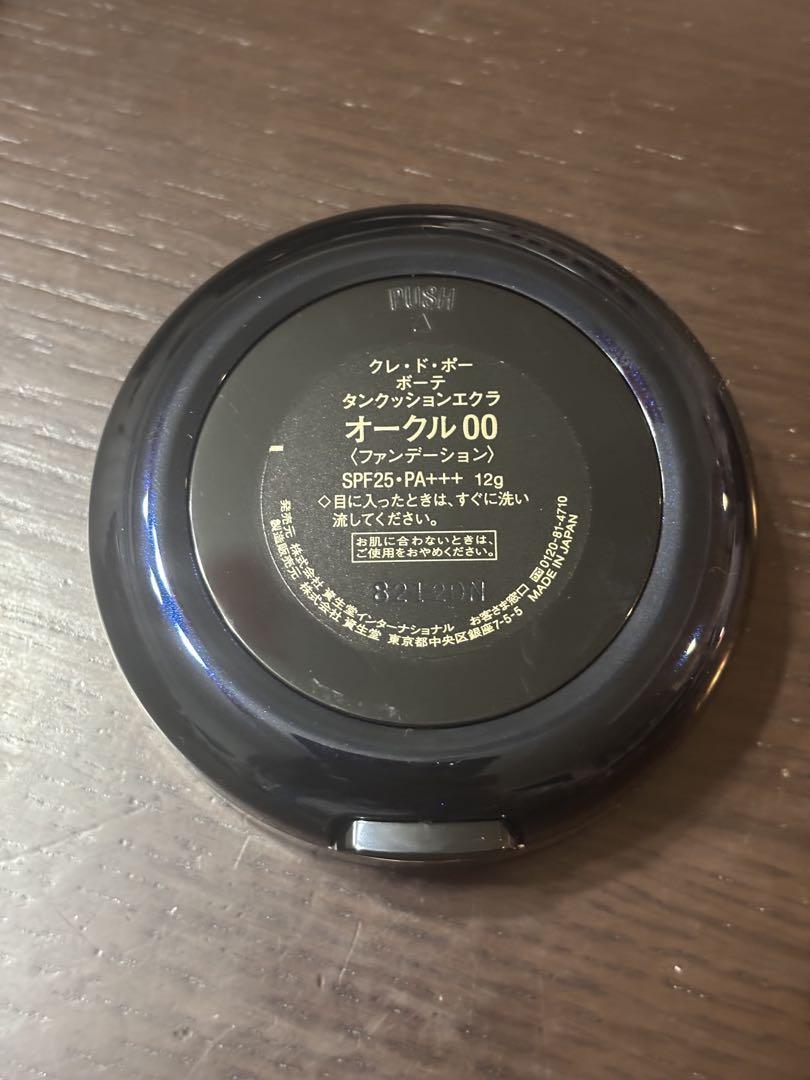 PUSH
クレ・ド・ポー
ボーテ
タンクッションエクラ
オークル00
〈ファンデーション〉
SPF25・PA+++ 12g
◇目に入ったときは、すぐに洗い
流してください。
お肌に合わないときは、
ご使用をおやめください。
発売元 株式会社 資生堂インターナショナル お客さま窓口 0120-81-4710
製造販売元 株式会社 資生堂 東京都中央区銀座7-5-5 MADE IN JAPAN